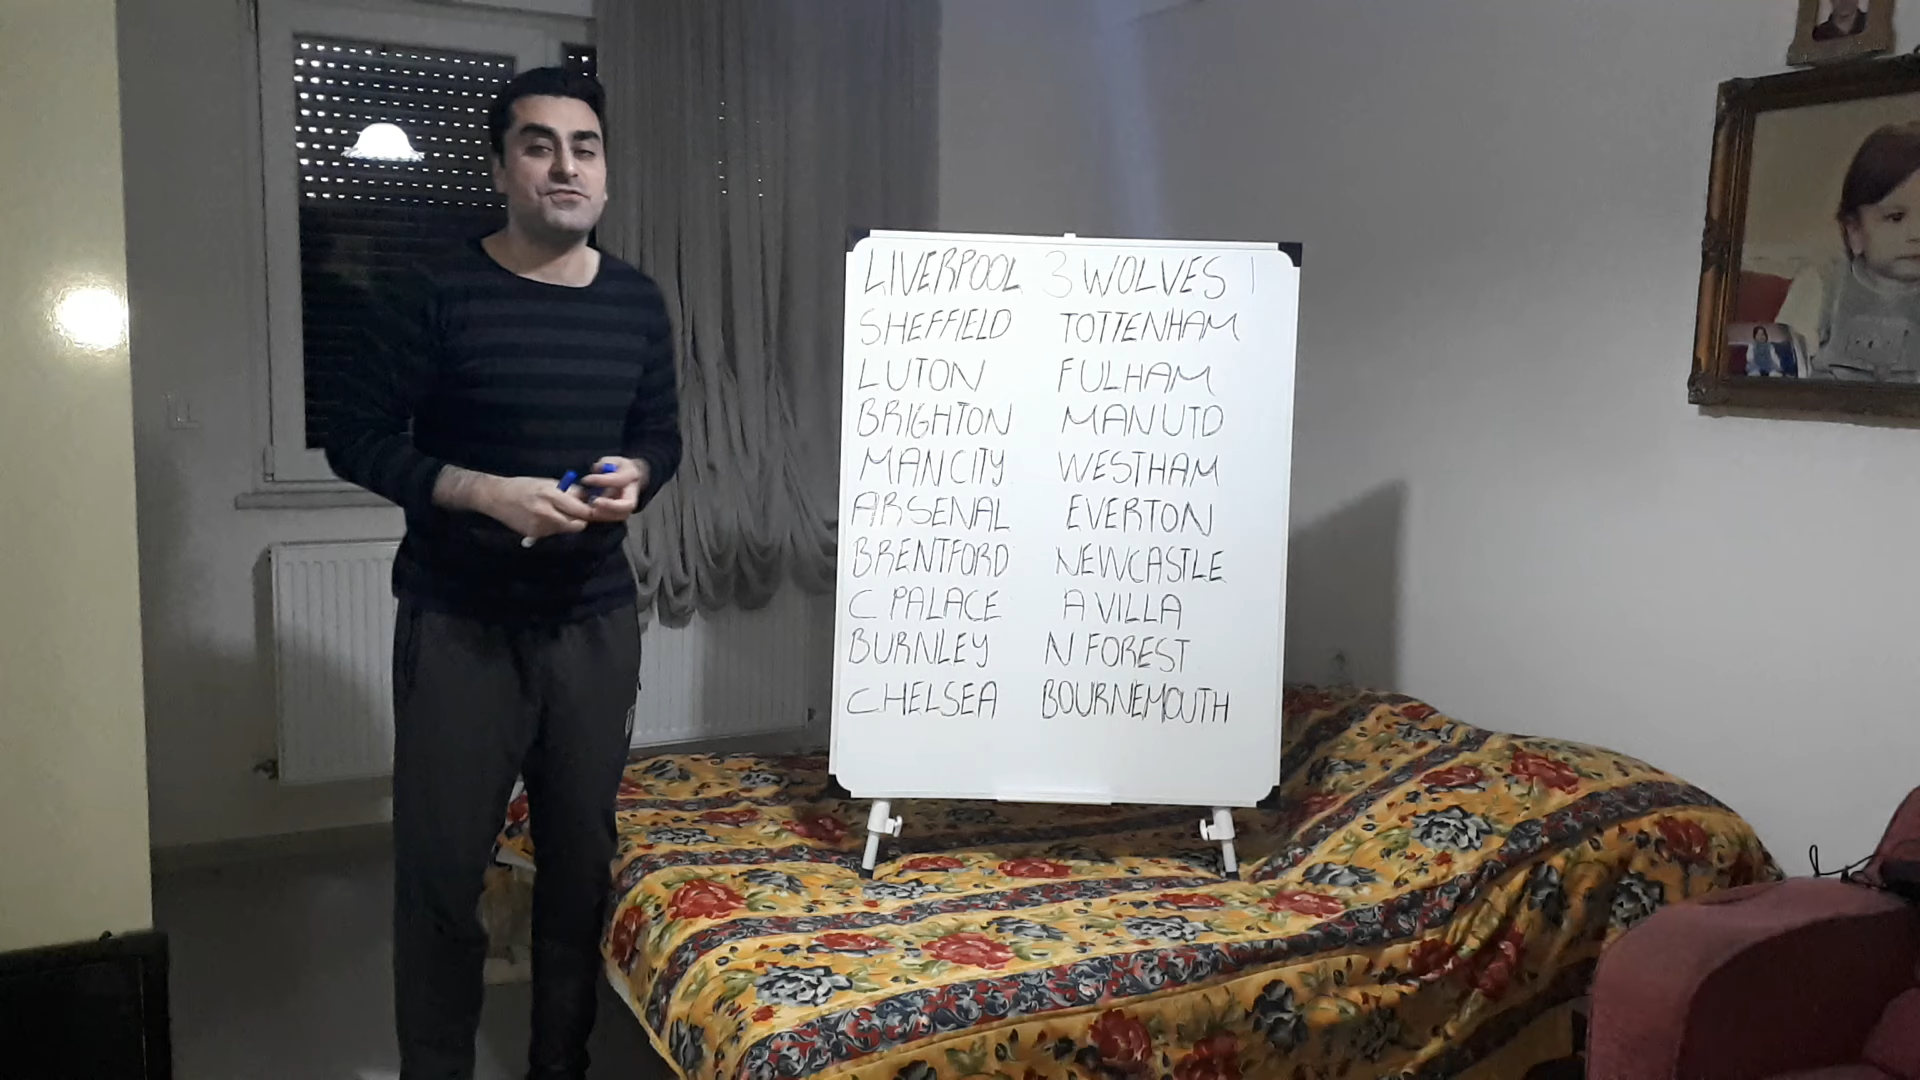 LIVERPOOL 3 WOLVES 1
SHEFFIELD TOTTENHAM
LUTON FULHAM
BRIGHTON MAN UTD
MAN CITY WESTHAM
ARSENAL EVERTON
BRENTFORD NEWCASTLE
C PALACE A VILLA
BURNLEY N FOREST
CHELSEA BOURNEMOUTH